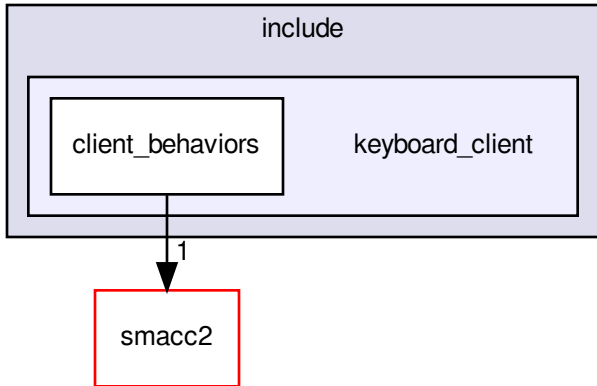 include
client_behaviors
keyboard_client
1
smacc2